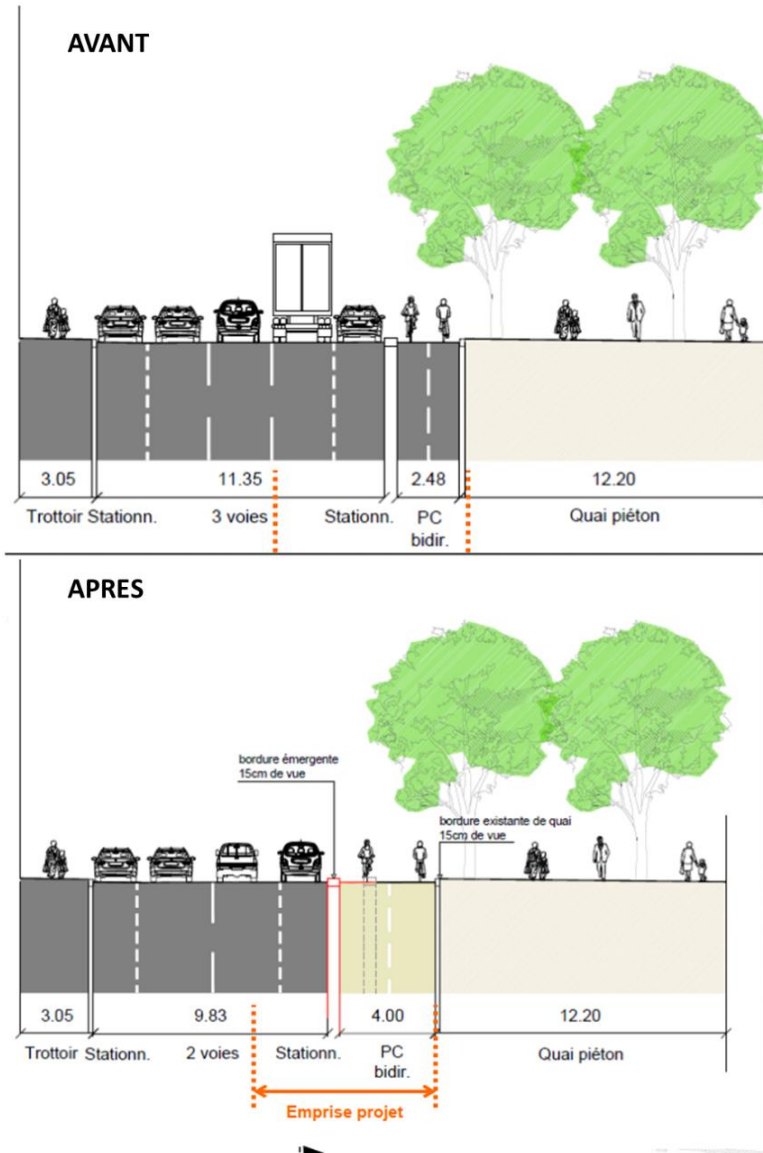 AVANT
3.05 11.35 2.48 12.20
Trottoir Stationn. 3 voies Stationn. PC bidir. Quai piéton
APRES
bordure émergente
15cm de vue
bordure existante de quai
15cm de vue
3.05 9.83 4.00 12.20
Trottoir Stationn. 2 voies Stationn. PC bidir. Quai piéton
Emprise projet